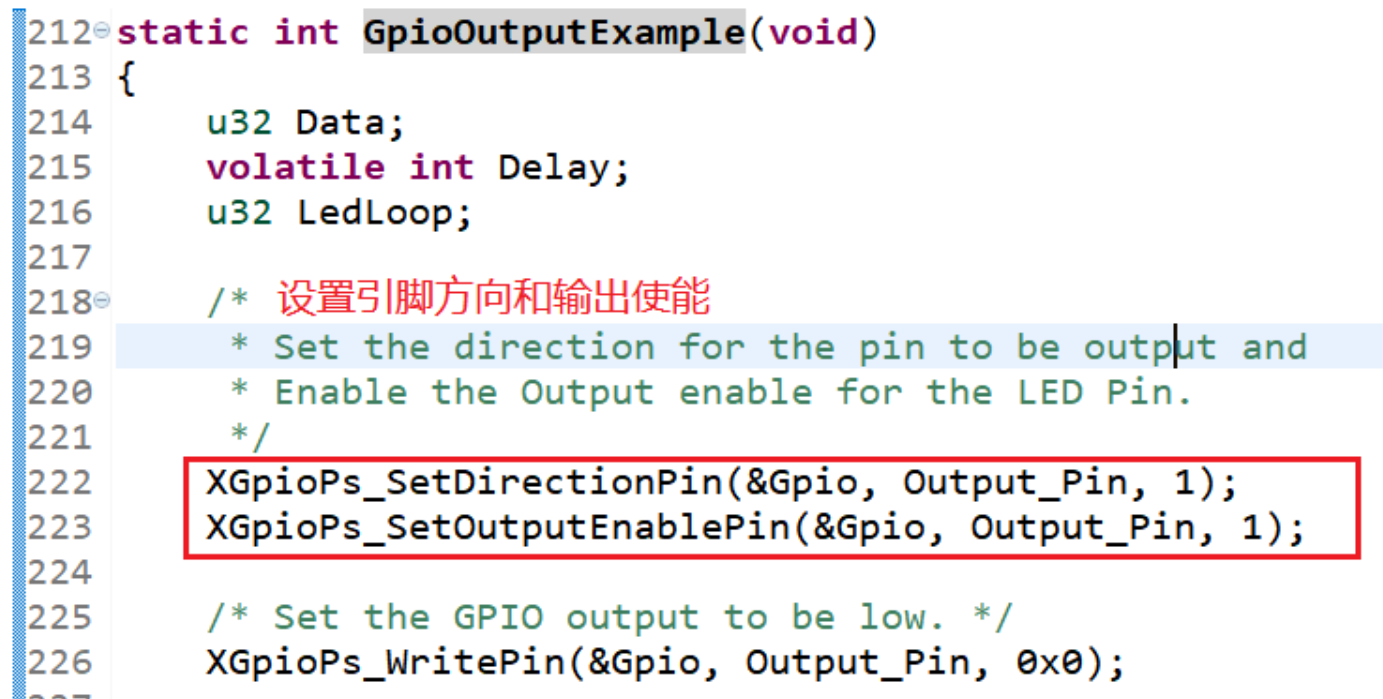 212 static int GpioOutputExample(void)
213 {
214 u32 Data;
215 volatile int Delay;
216 u32 LedLoop;
217
218 /* 设置引脚方向和输出使能
219 * Set the direction for the pin to be output and
220 * Enable the Output enable for the LED Pin.
221 */
222 XGpioPs_SetDirectionPin(&Gpio, Output_Pin, 1);
223 XGpioPs_SetOutputEnablePin(&Gpio, Output_Pin, 1);
224
225 /* Set the GPIO output to be low. */
226 XGpioPs_WritePin(&Gpio, Output_Pin, 0x0);